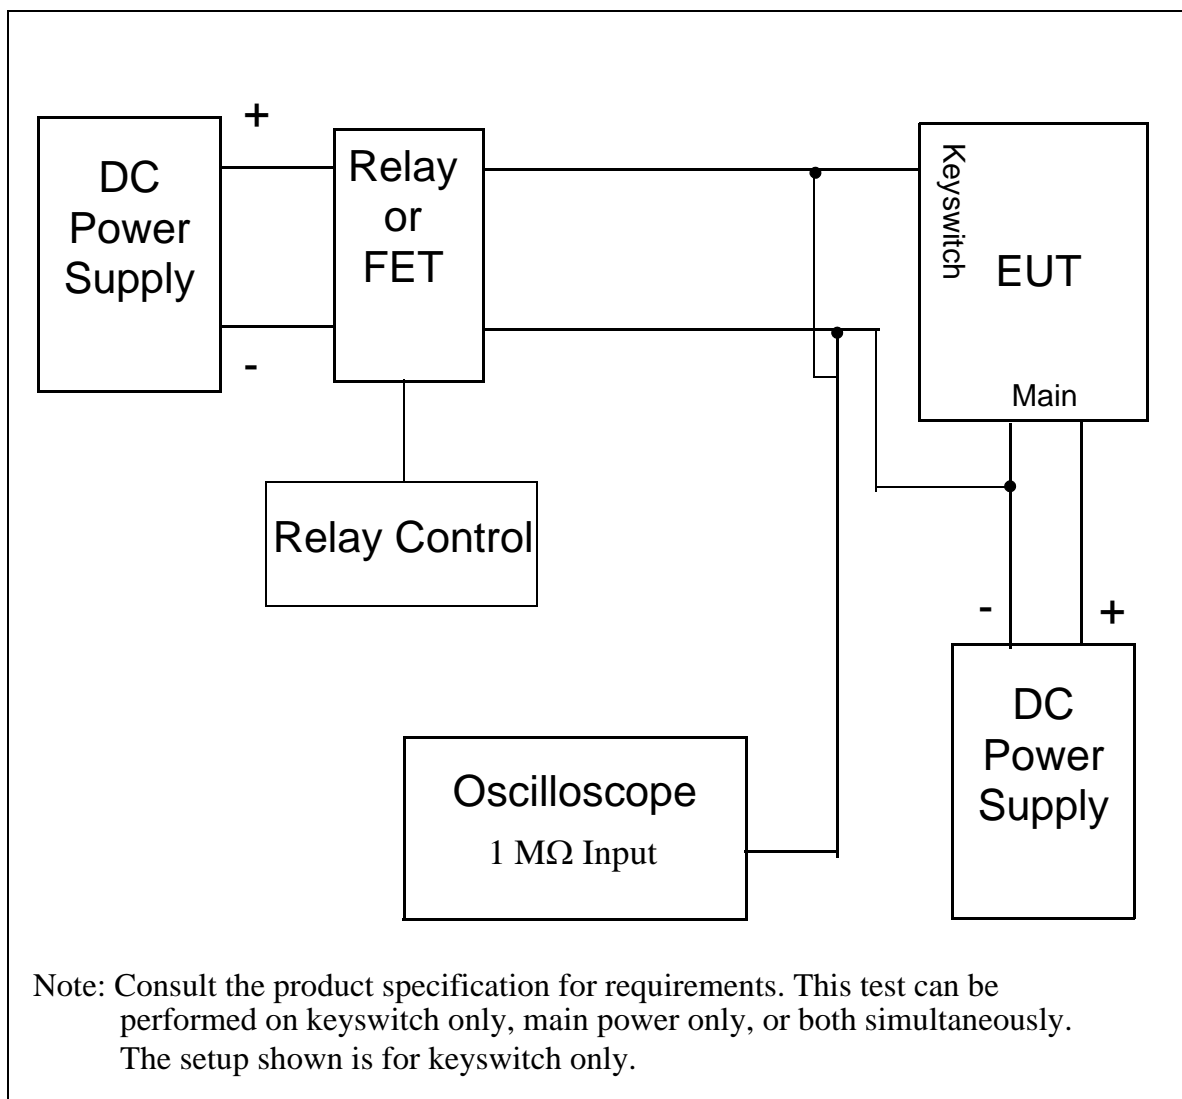 +
DC
Power
Supply
-
Relay
or
FET
Keyswitch
EUT
Main
Relay Control
-
+
DC
Power
Supply
Oscilloscope
1 MΩ Input
Note: Consult the product specification for requirements. This test can be
performed on keyswitch only, main power only, or both simultaneously.
The setup shown is for keyswitch only.